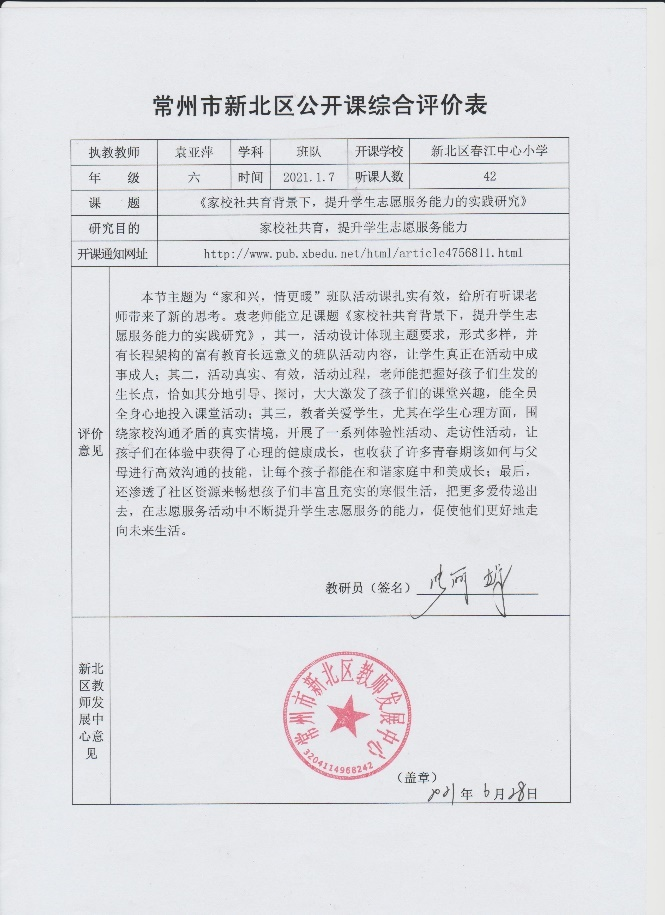 常州市新北区公开课综合评价表
执教教师 袁亚萍 学科 班队 开课学校 新北区春江中心小学
年 级 六 时间 2021.1.7 听课人数 42
课 题 《家校社共育背景下，提升学生志愿服务能力的实践研究》
研究目的 家校社共育，提升学生志愿服务能力
开课通知网址 http://www.pub.xbedu.net/html/article4756811.html
评价
意见
本节主题为“家和兴，情更暖”班队活动课扎实有效，给所有听课老
师带来了新的思考。袁老师能立足课题《家校社共育背景下，提升学生志
愿服务能力的实践研究》，其一，活动设计体现主题要求，形式多样，并
有长程架构的富有教育长远意义的班队活动内容，让学生真正在活动中成
事成人；其二，活动真实、有效，活动过程，老师能把握好孩子们生发的
生长点，恰如其分地引导、探讨，大大激发了孩子们的课堂兴趣，能全员
全身心地投入课堂活动；其三，教者关爱学生，尤其在学生心理方面，围
绕家校沟通矛盾的真实情境，开展了一系列体验性活动、走访性活动，让
孩子们在体验中获得了心理的健康成长，也收获了许多青春期该如何与父
母进行高效沟通的技能，让每个孩子都能在和谐家庭中和美成长；最后，
还渗透了社区资源来畅想孩子们丰富且充实的寒假生活，把更多爱传递出
去，在志愿服务活动中不断提升学生志愿服务的能力，促使他们更好地走
向未来生活。
教研员（签名）
新北
区教
师发
展中
心意
见
常州市新北区教师发展中心
3204114968242
（盖章）
2021年6月28日